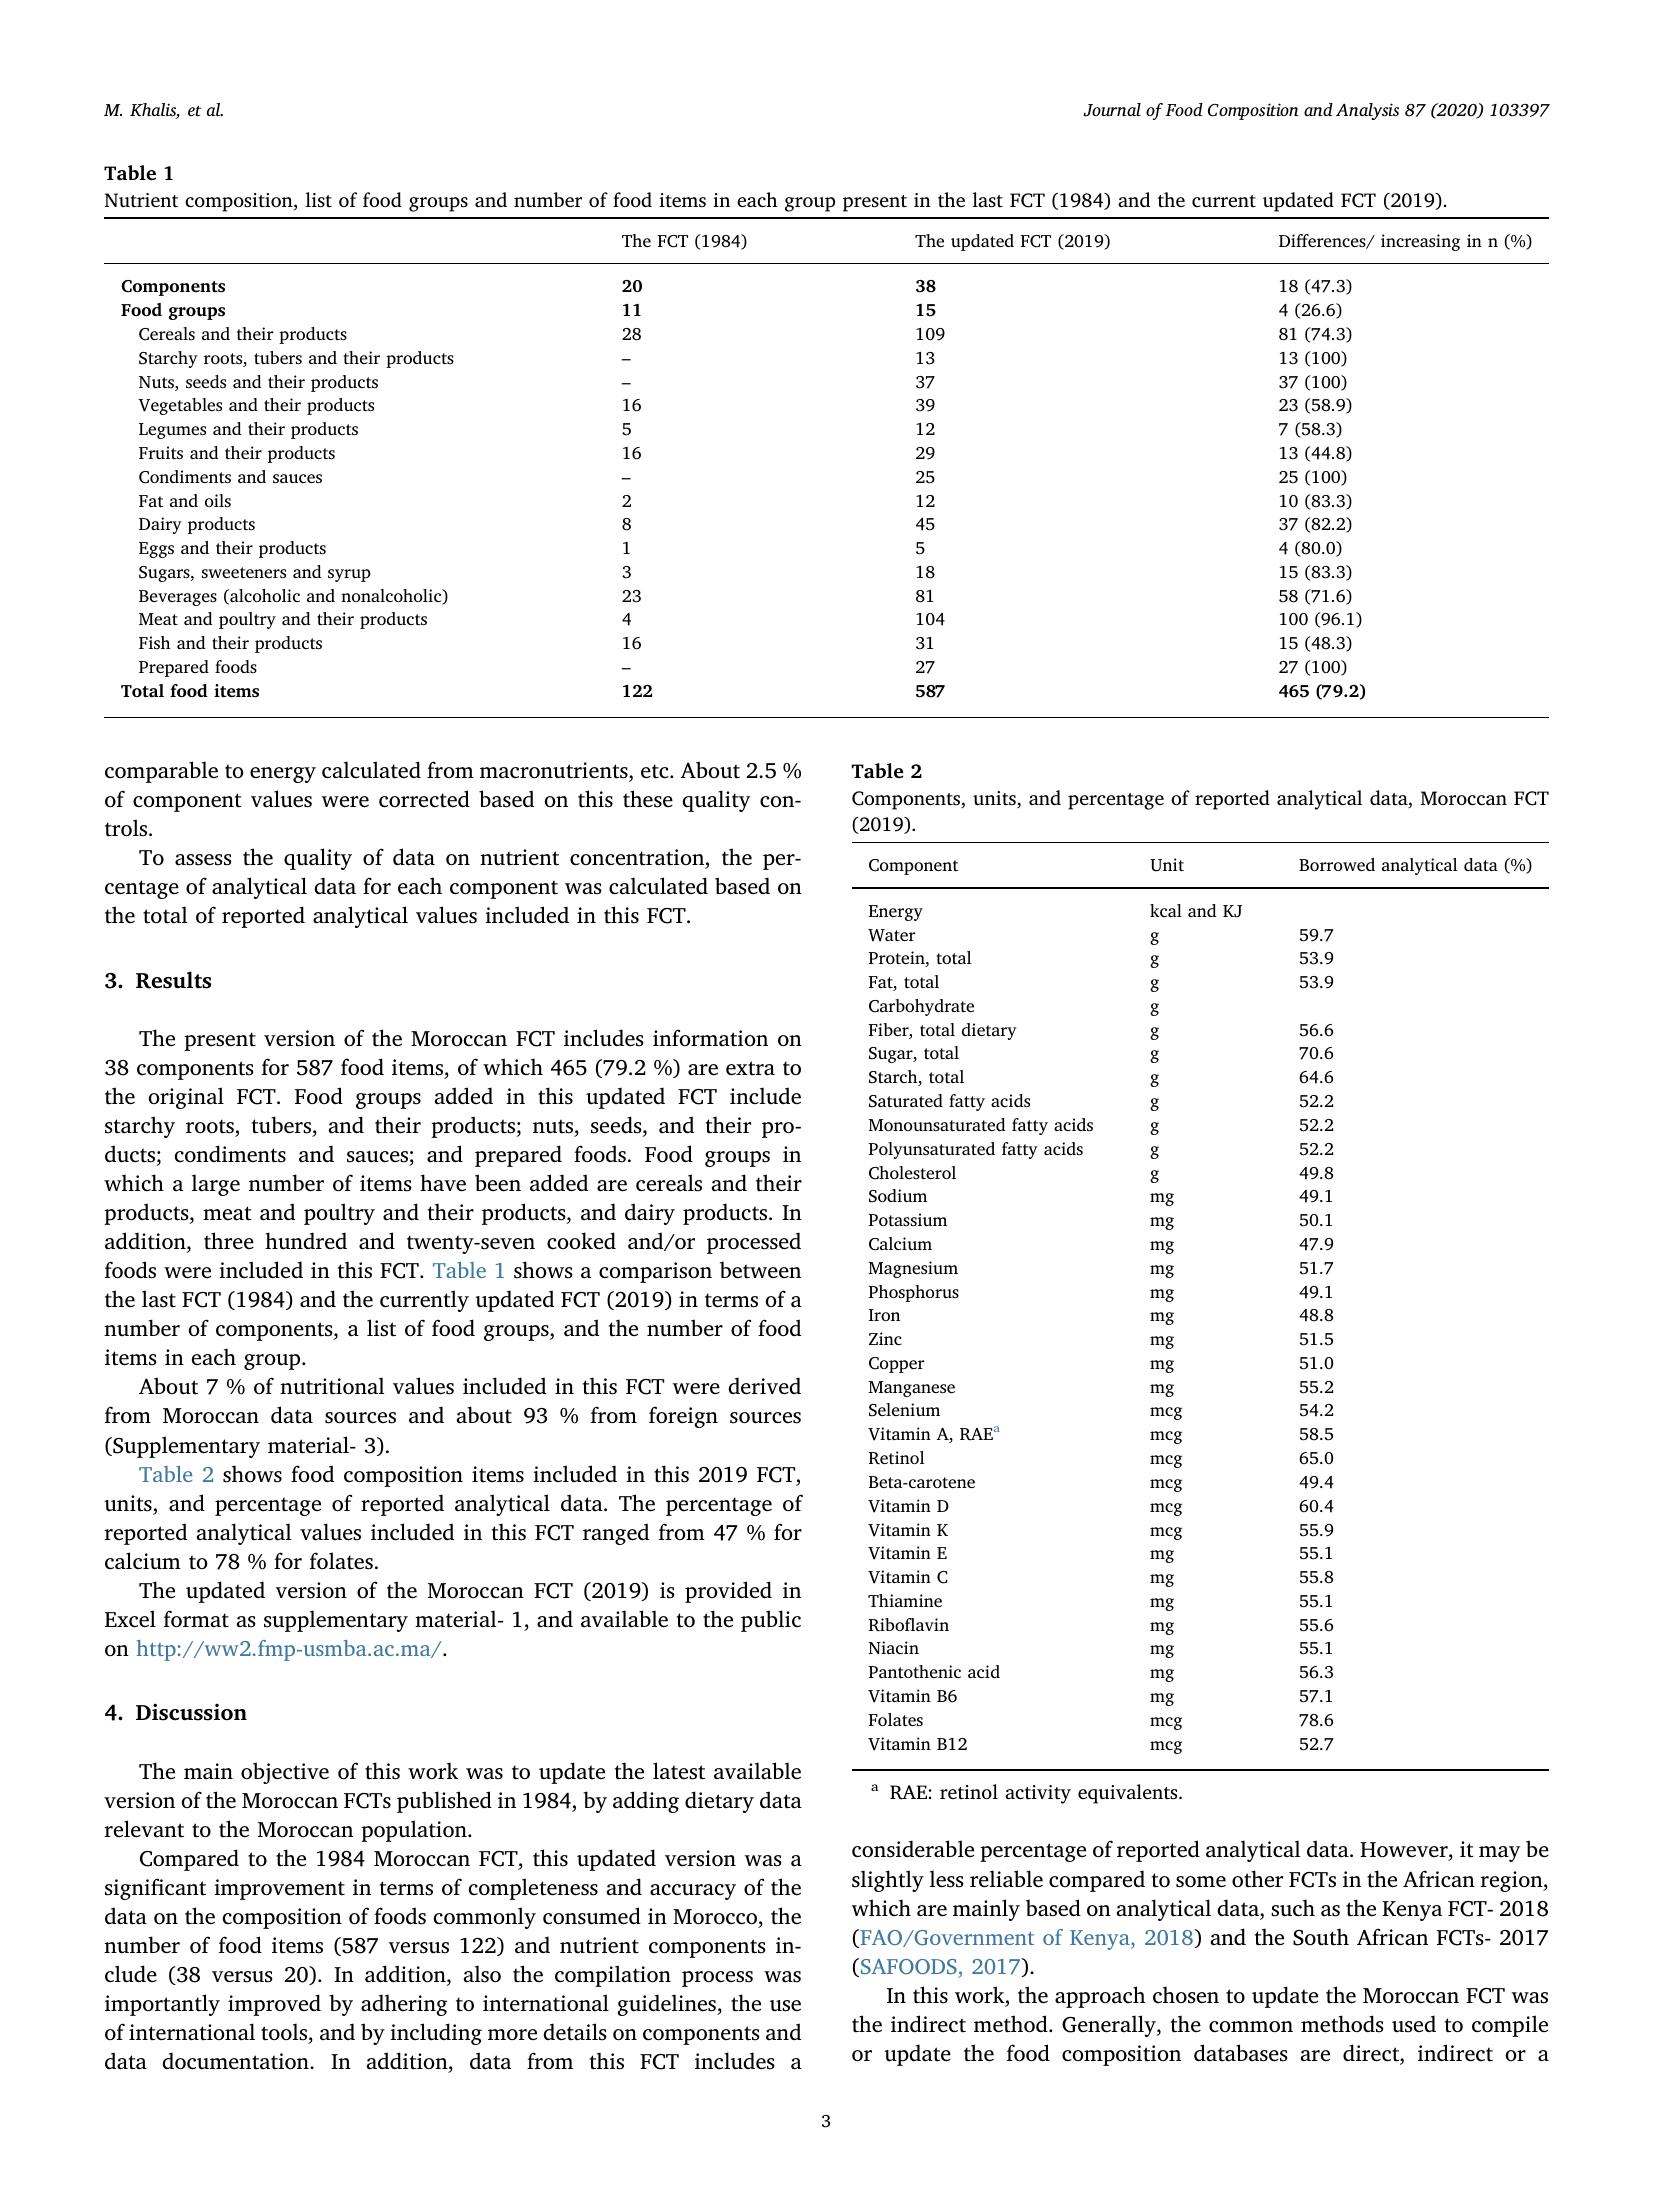 M. Khalis, et al.
Journal of Food Composition and Analysis 87 (2020) 103397
Table 1
Nutrient composition, list of food groups and number of food items in each group present in the last FCT (1984) and the current updated FCT (2019).
The FCT (1984) The updated FCT (2019) Differences/ increasing in n (%)
Components 20 38 18 (47.3)
Food groups 11 15 4 (26.6)
Cereals and their products 28 109 81 (74.3)
Starchy roots, tubers and their products – 13 13 (100)
Nuts, seeds and their products – 37 37 (100)
Vegetables and their products 16 39 23 (58.9)
Legumes and their products 5 12 7 (58.3)
Fruits and their products 16 29 13 (44.8)
Condiments and sauces – 25 25 (100)
Fat and oils 2 12 10 (83.3)
Dairy products 8 45 37 (82.2)
Eggs and their products 1 5 4 (80.0)
Sugars, sweeteners and syrup 3 18 15 (83.3)
Beverages (alcoholic and nonalcoholic) 23 81 58 (71.6)
Meat and poultry and their products 4 104 100 (96.1)
Fish and their products 16 31 15 (48.3)
Prepared foods – 27 27 (100)
Total food items 122 587 465 (79.2)
comparable to energy calculated from macronutrients, etc. About 2.5 %
of component values were corrected based on this these quality con-
trols.
To assess the quality of data on nutrient concentration, the per-
centage of analytical data for each component was calculated based on
the total of reported analytical values included in this FCT.
3. Results
The present version of the Moroccan FCT includes information on
38 components for 587 food items, of which 465 (79.2 %) are extra to
the original FCT. Food groups added in this updated FCT include
starchy roots, tubers, and their products; nuts, seeds, and their pro-
ducts; condiments and sauces; and prepared foods. Food groups in
which a large number of items have been added are cereals and their
products, meat and poultry and their products, and dairy products. In
addition, three hundred and twenty-seven cooked and/or processed
foods were included in this FCT. Table 1 shows a comparison between
the last FCT (1984) and the currently updated FCT (2019) in terms of a
number of components, a list of food groups, and the number of food
items in each group.
About 7 % of nutritional values included in this FCT were derived
from Moroccan data sources and about 93 % from foreign sources
(Supplementary material- 3).
Table 2 shows food composition items included in this 2019 FCT,
units, and percentage of reported analytical data. The percentage of
reported analytical values included in this FCT ranged from 47 % for
calcium to 78 % for folates.
The updated version of the Moroccan FCT (2019) is provided in
Excel format as supplementary material- 1, and available to the public
on http://ww2.fmp-usmba.ac.ma/.
4. Discussion
The main objective of this work was to update the latest available
version of the Moroccan FCTs published in 1984, by adding dietary data
relevant to the Moroccan population.
Compared to the 1984 Moroccan FCT, this updated version was a
significant improvement in terms of completeness and accuracy of the
data on the composition of foods commonly consumed in Morocco, the
number of food items (587 versus 122) and nutrient components in-
clude (38 versus 20). In addition, also the compilation process was
importantly improved by adhering to international guidelines, the use
of international tools, and by including more details on components and
data documentation. In addition, data from this FCT includes a
Table 2
Components, units, and percentage of reported analytical data, Moroccan FCT
(2019).
Component Unit Borrowed analytical data (%)
Energy kcal and KJ
Water g 59.7
Protein, total g 53.9
Fat, total g 53.9
Carbohydrate g
Fiber, total dietary g 56.6
Sugar, total g 70.6
Starch, total g 64.6
Saturated fatty acids g 52.2
Monounsaturated fatty acids g 52.2
Polyunsaturated fatty acids g 52.2
Cholesterol g 49.8
Sodium mg 49.1
Potassium mg 50.1
Calcium mg 47.9
Magnesium mg 51.7
Phosphorus mg 49.1
Iron mg 48.8
Zinc mg 51.5
Copper mg 51.0
Manganese mg 55.2
Selenium mcg 54.2
Vitamin A, RAEa mcg 58.5
Retinol mcg 65.0
Beta-carotene mcg 49.4
Vitamin D mcg 60.4
Vitamin K mcg 55.9
Vitamin E mg 55.1
Vitamin C mg 55.8
Thiamine mg 55.1
Riboflavin mg 55.6
Niacin mg 55.1
Pantothenic acid mg 56.3
Vitamin B6 mg 57.1
Folates mcg 78.6
Vitamin B12 mcg 52.7
a RAE: retinol activity equivalents.
considerable percentage of reported analytical data. However, it may be
slightly less reliable compared to some other FCTs in the African region,
which are mainly based on analytical data, such as the Kenya FCT- 2018
(FAO/Government of Kenya, 2018) and the South African FCTs- 2017
(SAFOODS, 2017).
In this work, the approach chosen to update the Moroccan FCT was
the indirect method. Generally, the common methods used to compile
or update the food composition databases are direct, indirect or a
3